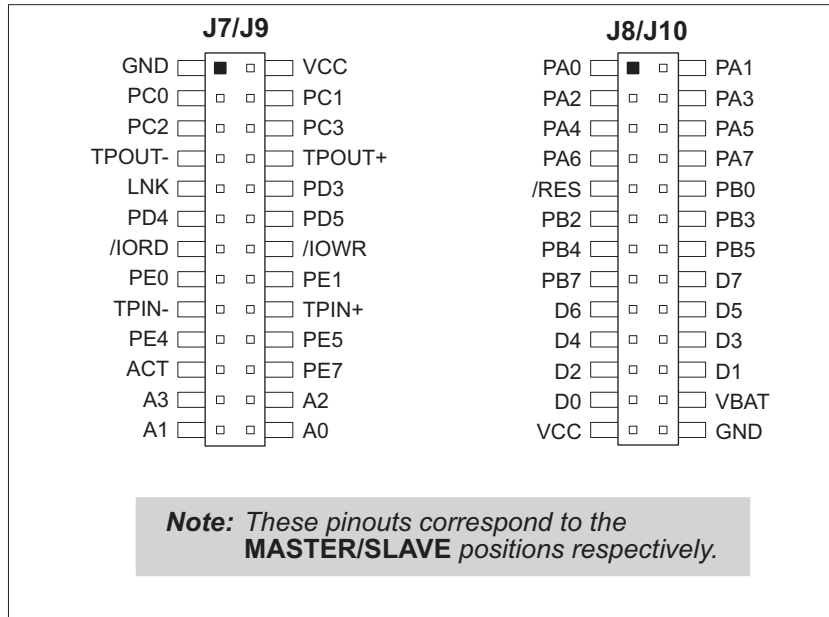 J7/J9 J8/J10
GND VCC PA0 PA1
PC0 PC1 PA2 PA3
PC2 PC3 PA4 PA5
TPOUT- TPOUT+ PA6 PA7
LNK PD3 /RES PB0
PD4 PD5 PB2 PB3
/IORD /IOWR PB4 PB5
PE0 PE1 PB7 D7
TPIN- TPIN+ D6 D5
PE4 PE5 D4 D3
ACT PE7 D2 D1
A3 A2 D0 VBAT
A1 A0 VCC GND
Note: These pinouts correspond to the
MASTER/SLAVE positions respectively.